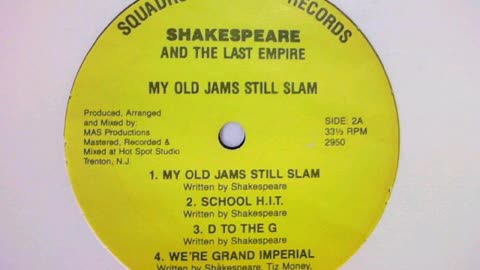 RECORDS
SHAKESPEARE
AND THE LAST EMPIRE
MY OLD JAMS STILL SLAM
Produced, Arranged
and Mixed by:
MAS Productions
Mastered, Recorded &
Mixed at Hot Spot Studio
Trenton, N.J.
SIDE: 2A
33⅓ RPM
2950
1. MY OLD JAMS STILL SLAM
Written by Shakespeare
2. SCHOOL H.I.T.
Written by Shakespeare
3. D TO THE G
Written by Shakespeare
4. WE'RE GRAND IMPERIAL
Written by Shakespeare, Tiz Money,